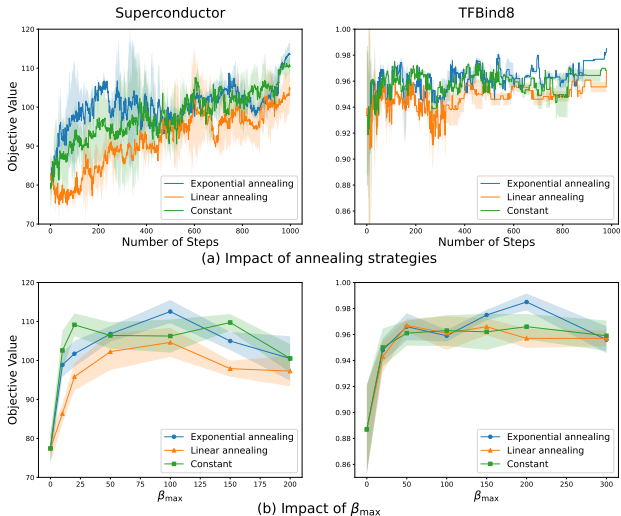 Superconductor TFBind8
Objective Value
120
110
100
90
80
70
0 200 400 600 800 1000
Number of Steps
Exponential annealing
Linear annealing
Constant
1.00
0.98
0.96
0.94
0.92
0.90
0.88
0.86
0 200 400 600 800 1000
Number of Steps
Exponential annealing
Linear annealing
Constant
(a) Impact of annealing strategies
Objective Value
120
110
100
90
80
70
0 25 50 75 100 125 150 175 200
βmax
Exponential annealing
Linear annealing
Constant
1.00
0.98
0.96
0.94
0.92
0.90
0.88
0.86
0 50 100 150 200 250 300
βmax
Exponential annealing
Linear annealing
Constant
(b) Impact of βmax